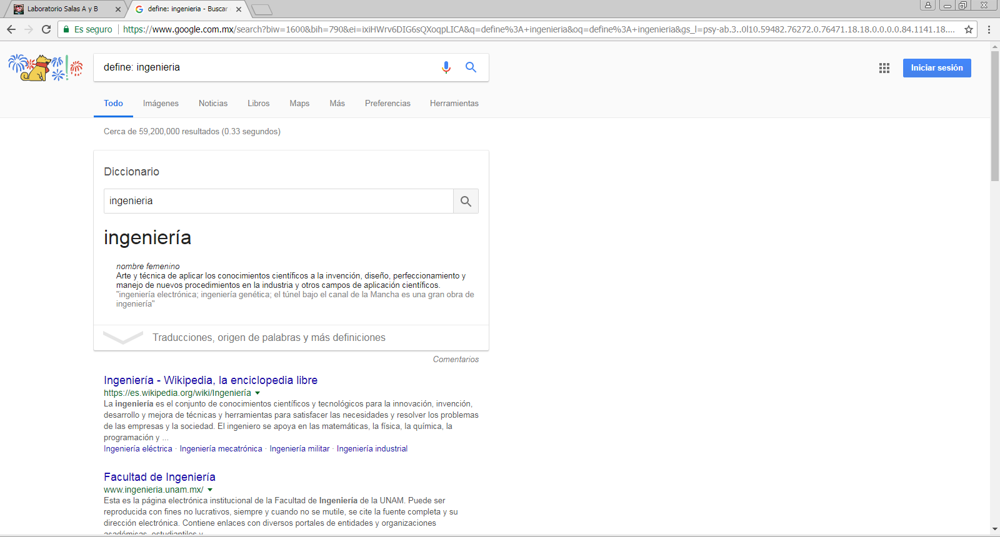 Laboratorio Salas A y B
define: ingenieria - Buscar
Es seguro
https://www.google.com.mx/search?biw=1600&bih=790&ei=ixiHWrv6DIG6sQXoqpLICA&q=define%3A+ingenieria&oq=define%3A+ingenieria&gs_l=psy-ab.3..0l10.59482.76272.0.76471.18.18.0.0.0.0.84.1141.18....
define: ingenieria
Iniciar sesión
Todo Imágenes Noticias Libros Maps Más Preferencias Herramientas
Cerca de 59,200,000 resultados (0.33 segundos)
Diccionario
ingenieria
ingeniería
nombre femenino
Arte y técnica de aplicar los conocimientos científicos a la invención, diseño, perfeccionamiento y
manejo de nuevos procedimientos en la industria y otros campos de aplicación científicos.
"ingeniería electrónica; ingeniería genética; el túnel bajo el canal de la Mancha es una gran obra de
ingeniería"
Traducciones, origen de palabras y más definiciones
Comentarios
Ingeniería - Wikipedia, la enciclopedia libre
https://es.wikipedia.org/wiki/Ingeniería
La ingeniería es el conjunto de conocimientos científicos y tecnológicos para la innovación, invención,
desarrollo y mejora de técnicas y herramientas para satisfacer las necesidades y resolver los problemas
de las empresas y la sociedad. El ingeniero se apoya en las matemáticas, la física, la química, la
programación y ...
Ingeniería eléctrica · Ingeniería mecatrónica · Ingeniería militar · Ingeniería industrial
Facultad de Ingeniería
www.ingenieria.unam.mx/
Esta es la página electrónica institucional de la Facultad de Ingeniería de la UNAM. Puede ser
reproducida con fines no lucrativos, siempre y cuando no se mutile, se cite la fuente completa y su
dirección electrónica. Contiene enlaces con diversos portales de entidades y organizaciones
académicas, estudiantiles y